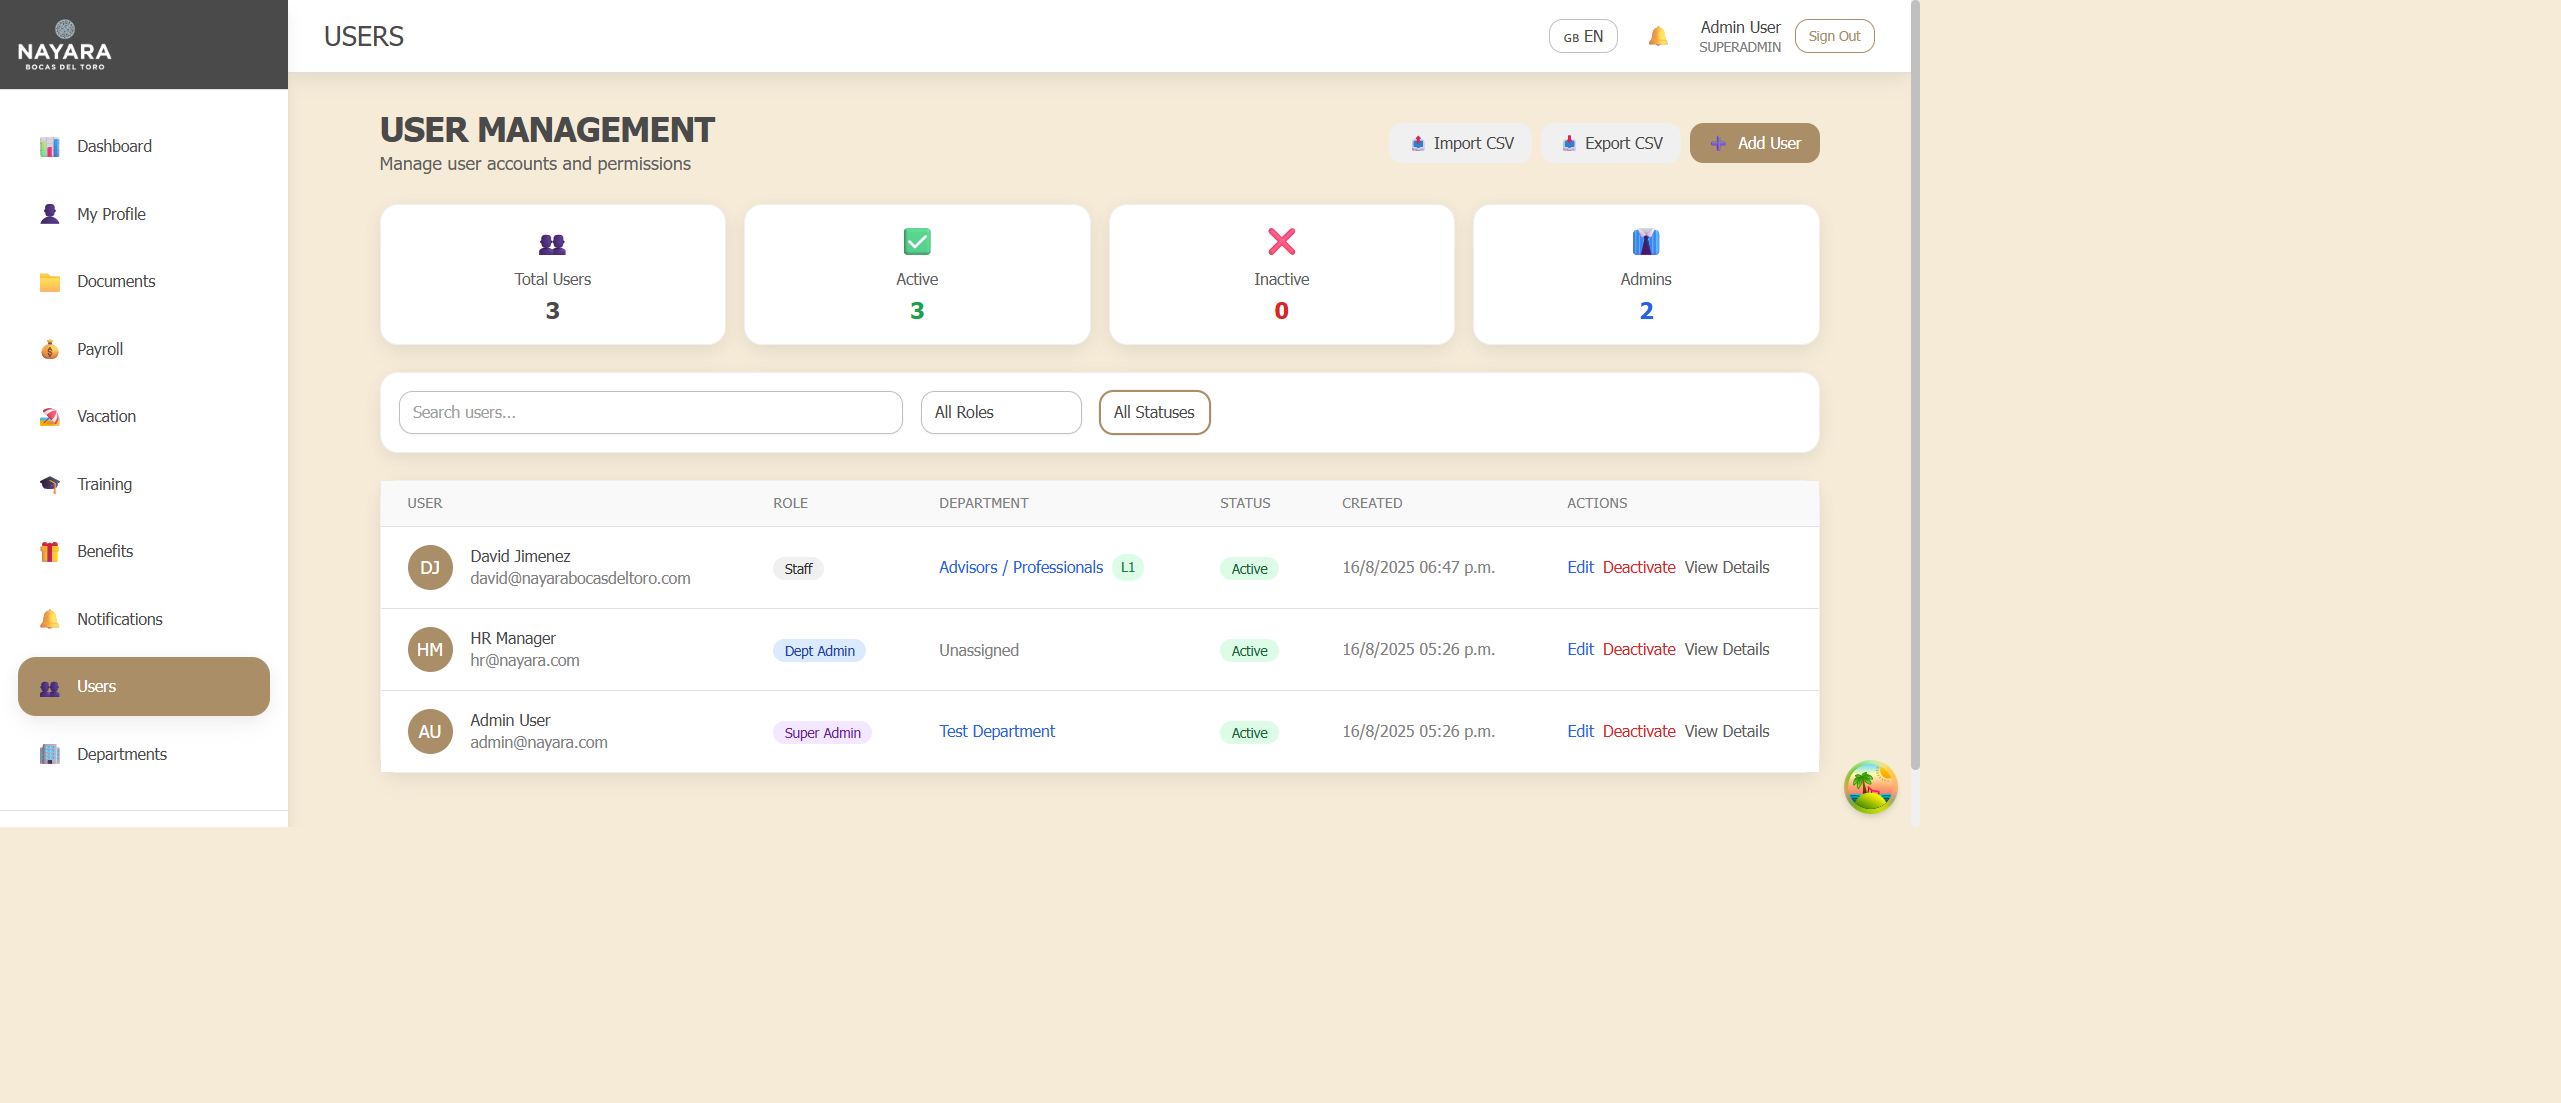 NAYARA
BOCAS DEL TORO
USERS
GB EN
Admin User
SUPERADMIN
Sign Out
Dashboard
My Profile
Documents
Payroll
Vacation
Training
Benefits
Notifications
Users
Departments
USER MANAGEMENT
Manage user accounts and permissions
Import CSV
Export CSV
Add User
Total Users
3
Active
3
Inactive
0
Admins
2
Search users...
All Roles
All Statuses
USER ROLE DEPARTMENT STATUS CREATED ACTIONS
DJ
David Jimenez
david@nayarabocasdeltoro.com
Staff
Advisors / Professionals L1
Active
16/8/2025 06:47 p.m.
Edit Deactivate View Details
HM
HR Manager
hr@nayara.com
Dept Admin
Unassigned
Active
16/8/2025 05:26 p.m.
Edit Deactivate View Details
AU
Admin User
admin@nayara.com
Super Admin
Test Department
Active
16/8/2025 05:26 p.m.
Edit Deactivate View Details